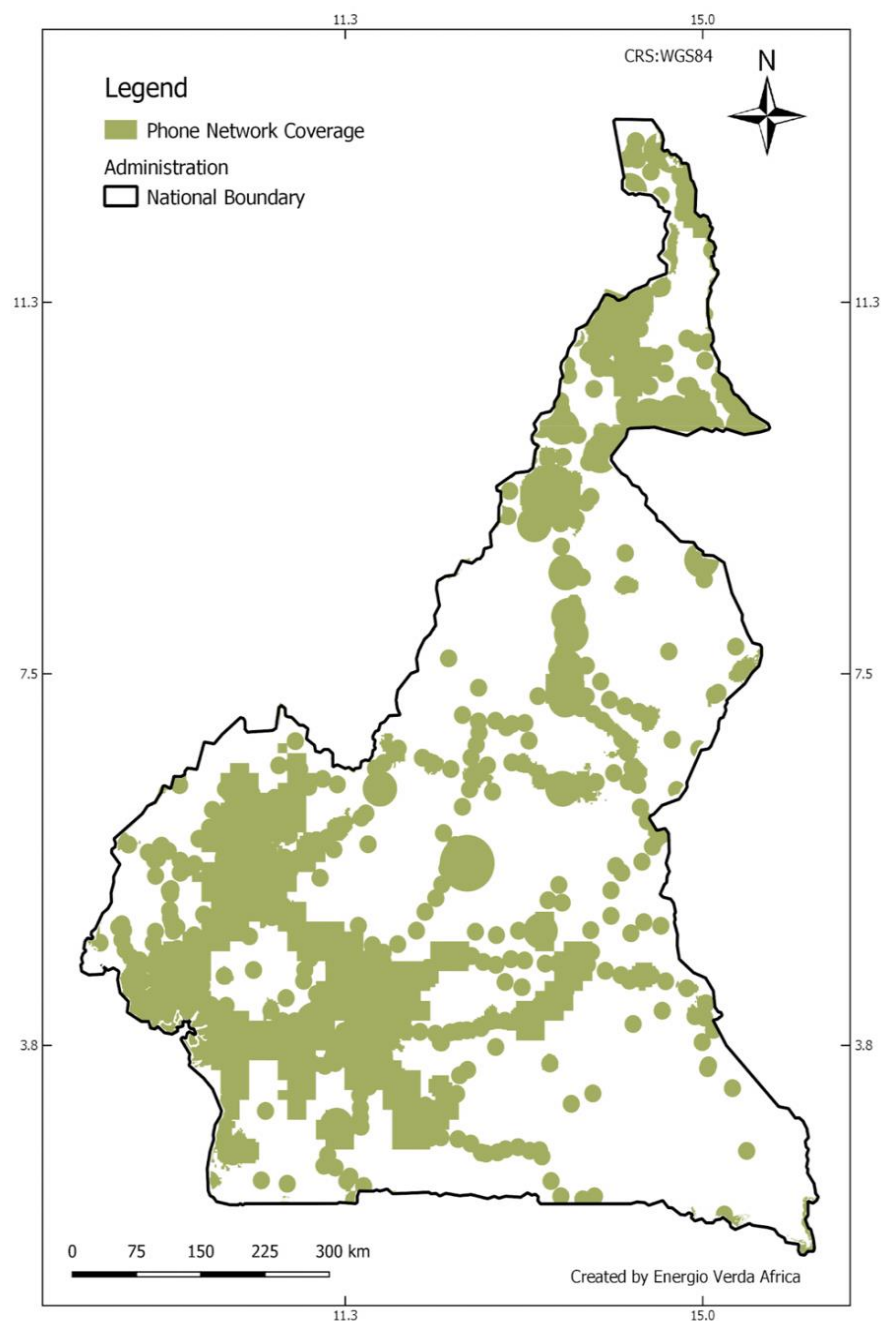 11.3 15.0
CRS:WGS84
N
Legend
Phone Network Coverage
Administration
National Boundary
11.3 11.3
7.5 7.5
3.8 3.8
0 75 150 225 300 km
Created by Energio Verda Africa
11.3 15.0